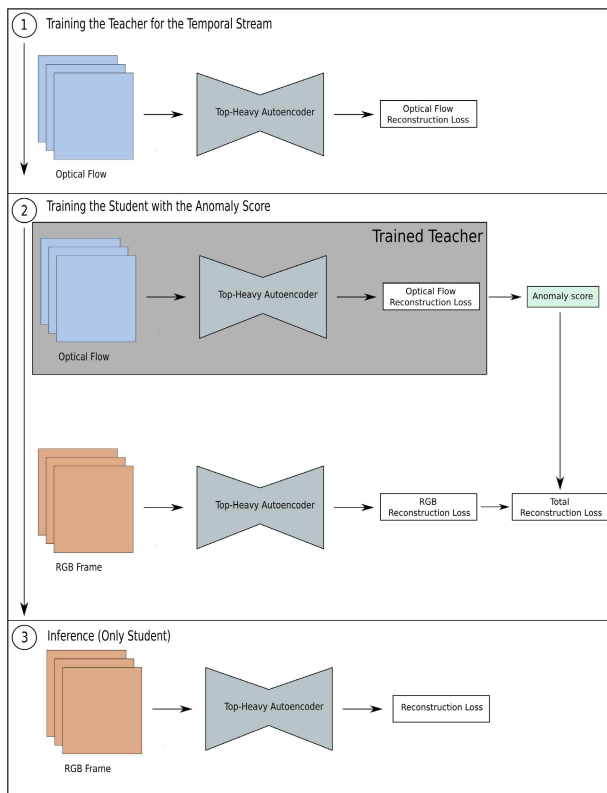 1
Training the Teacher for the Temporal Stream
Top-Heavy Autoencoder
Optical Flow
Reconstruction Loss
Optical Flow
2
Training the Student with the Anomaly Score
Trained Teacher
Top-Heavy Autoencoder
Optical Flow
Reconstruction Loss
Anomaly score
Optical Flow
Top-Heavy Autoencoder
RGB
Reconstruction Loss
Total
Reconstruction Loss
RGB Frame
3
Inference (Only Student)
Top-Heavy Autoencoder
Reconstruction Loss
RGB Frame